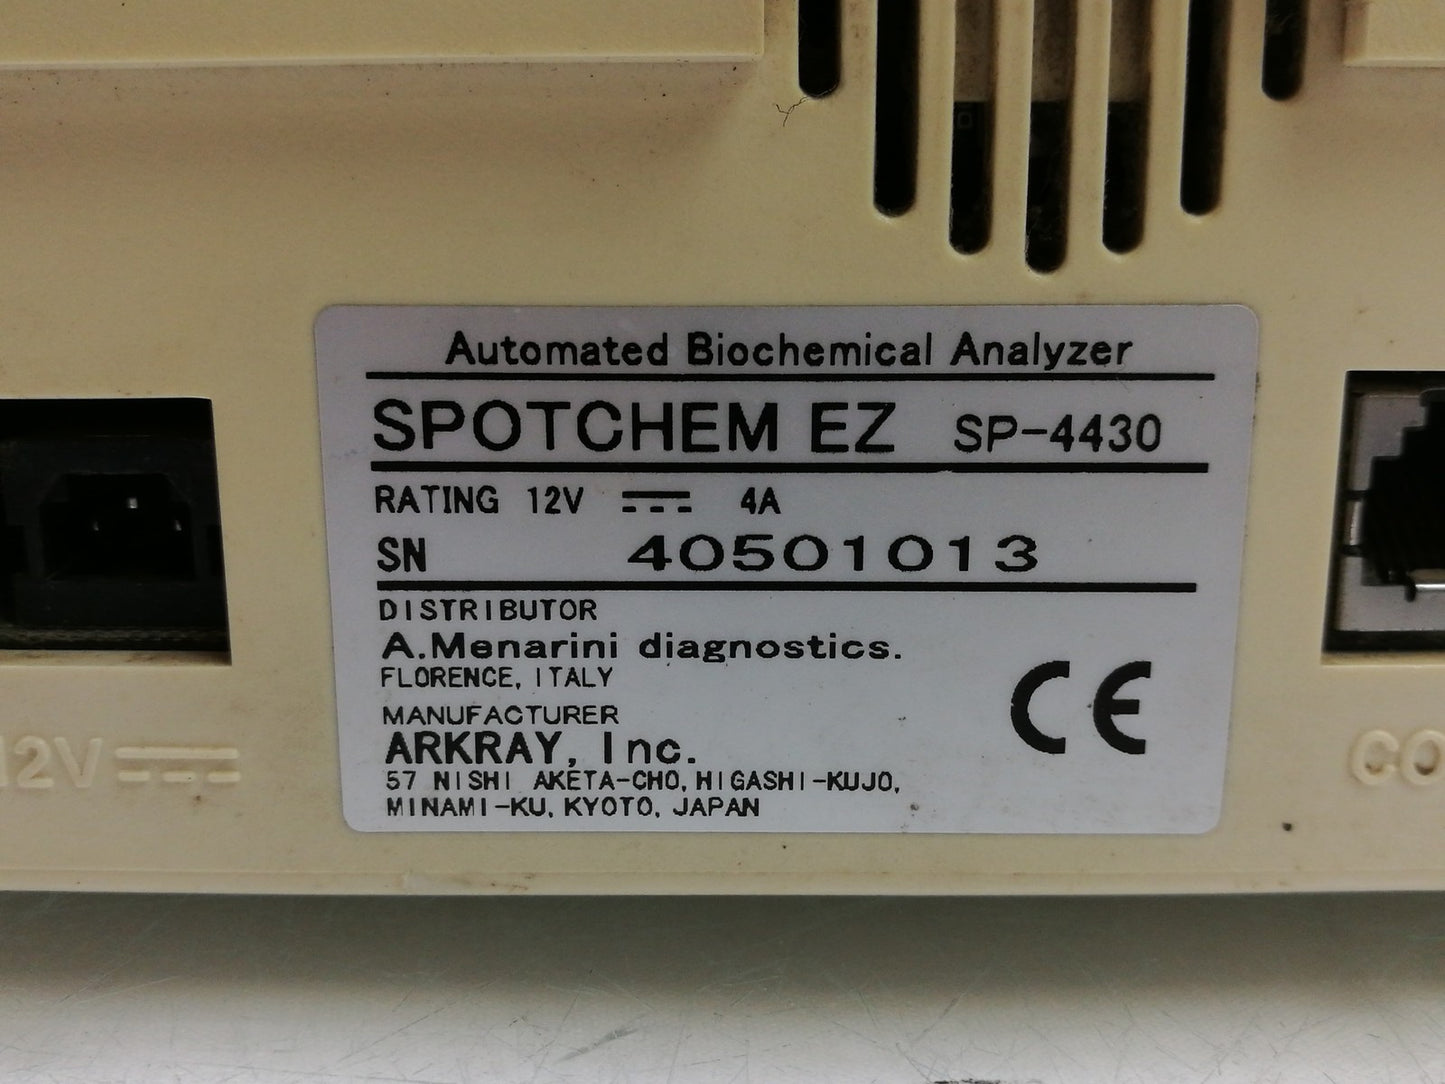 Automated Biochemical Analyzer
SPOTCHEM EZ SP-4430
RATING 12V ⎓ 4A
SN 40501013
DISTRIBUTOR
A.Menarini diagnostics.
FLORENCE, ITALY
MANUFACTURER
ARKRAY, Inc.
57 NISHI AKETA-CHO, HIGASHI-KUJO,
MINAMI-KU, KYOTO, JAPAN
CE
12V ⎓